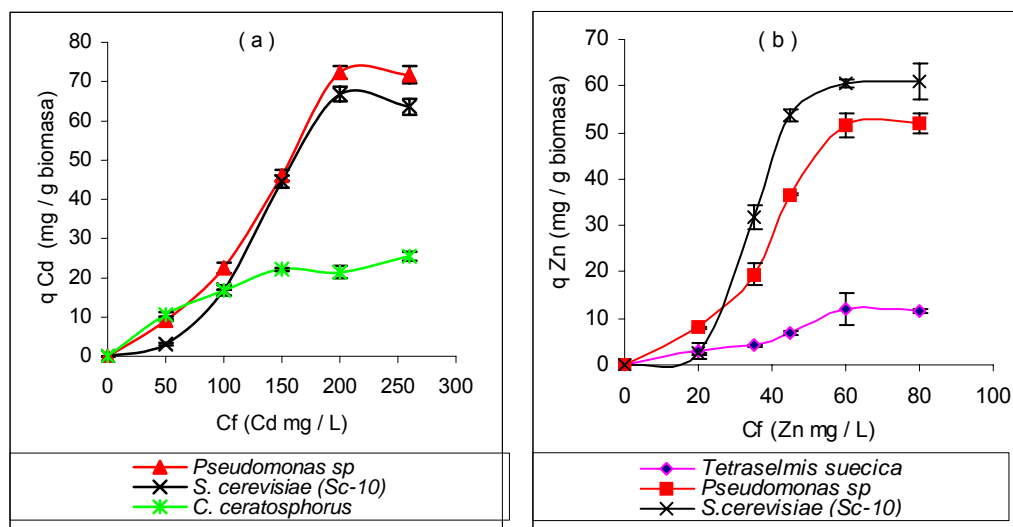 ( a )
80
70
60
50
40
30
20
10
0
q Cd (mg / g biomasa)
0 50 100 150 200 250 300
Cf (Cd mg / L)
Pseudomonas sp
S. cerevisiae (Sc-10)
C. ceratosphorus
( b )
70
60
50
40
30
20
10
0
q Zn (mg / g biomasa)
0 20 40 60 80 100
Cf (Zn mg / L)
Tetraselmis suecica
Pseudomonas sp
S.cerevisiae (Sc-10)